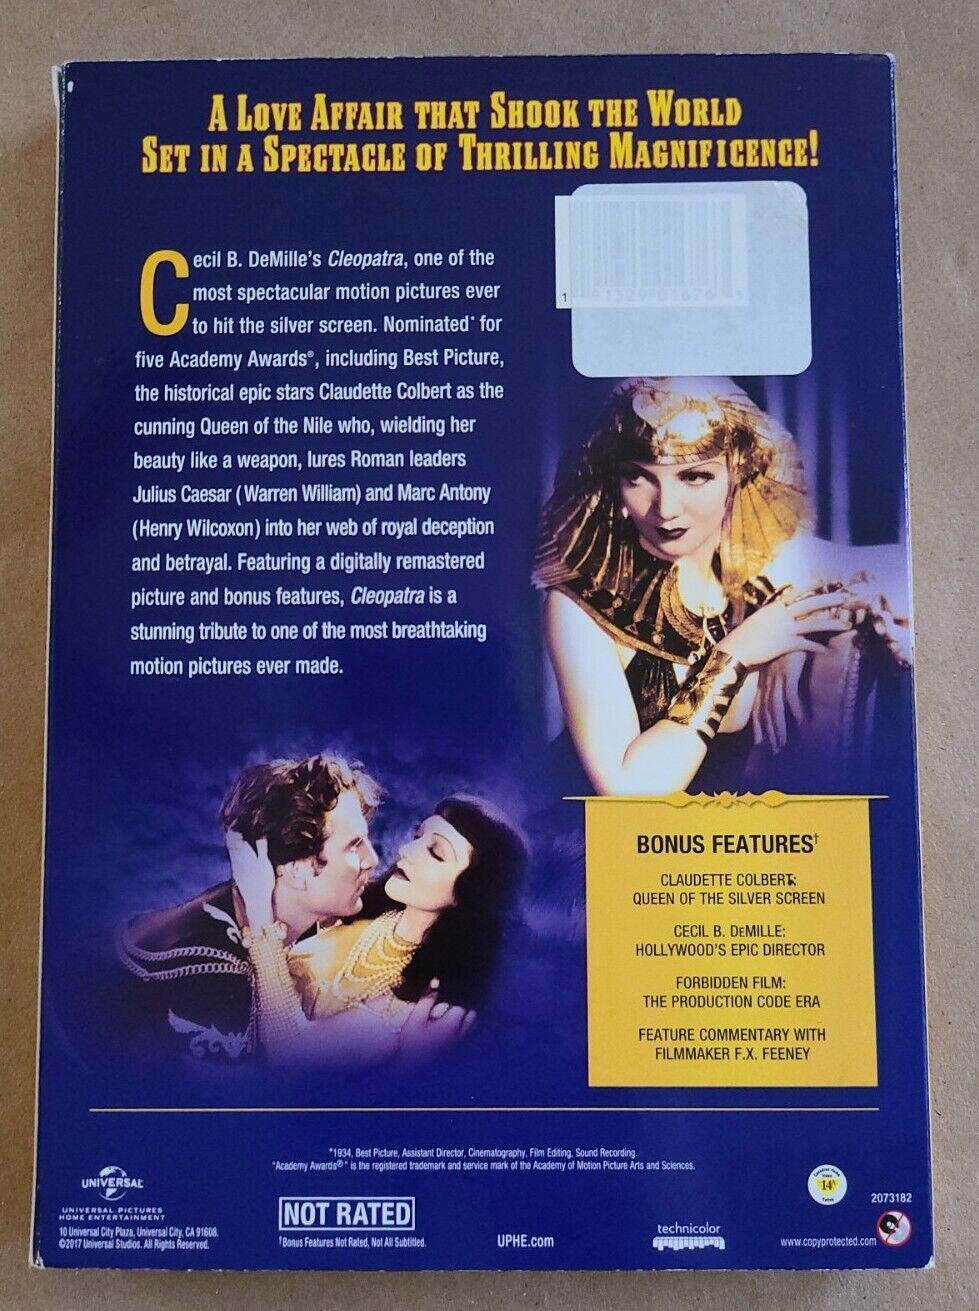 A LOVE AFFAIR THAT SHOOK THE WORLD
SET IN A SPECTACLE OF THRILLING MAGNIFICENCE!
Cecil B. DeMille's Cleopatra, one of the
most spectacular motion pictures ever
to hit the silver screen. Nominated* for
five Academy Awards®, including Best Picture,
the historical epic stars Claudette Colbert as the
cunning Queen of the Nile who, wielding her
beauty like a weapon, lures Roman leaders
Julius Caesar (Warren William) and Marc Antony
(Henry Wilcoxon) into her web of royal deception
and betrayal. Featuring a digitally remastered
picture and bonus features, Cleopatra is a
stunning tribute to one of the most breathtaking
motion pictures ever made.
1
BONUS FEATURES†
CLAUDETTE COLBERT:
QUEEN OF THE SILVER SCREEN
CECIL B. DEMILLE:
HOLLYWOOD'S EPIC DIRECTOR
FORBIDDEN FILM:
THE PRODUCTION CODE ERA
FEATURE COMMENTARY WITH
FILMMAKER F.X. FEENEY
*1934, Best Picture, Assistant Director, Cinematography, Film Editing, Sound Recording.
"Academy Awards®" is the registered trademark and service mark of the Academy of Motion Picture Arts and Sciences.
UNIVERSAL
UNIVERSAL PICTURES
HOME ENTERTAINMENT
10 Universal City Plaza, Universal City, CA 91608.
©2017 Universal Studios. All Rights Reserved.
NOT RATED
†Bonus Features Not Rated, Not All Subtitled.
UPHE.com
technicolor
Canadian Home
Video
14A
2073182
www.copyprotected.com